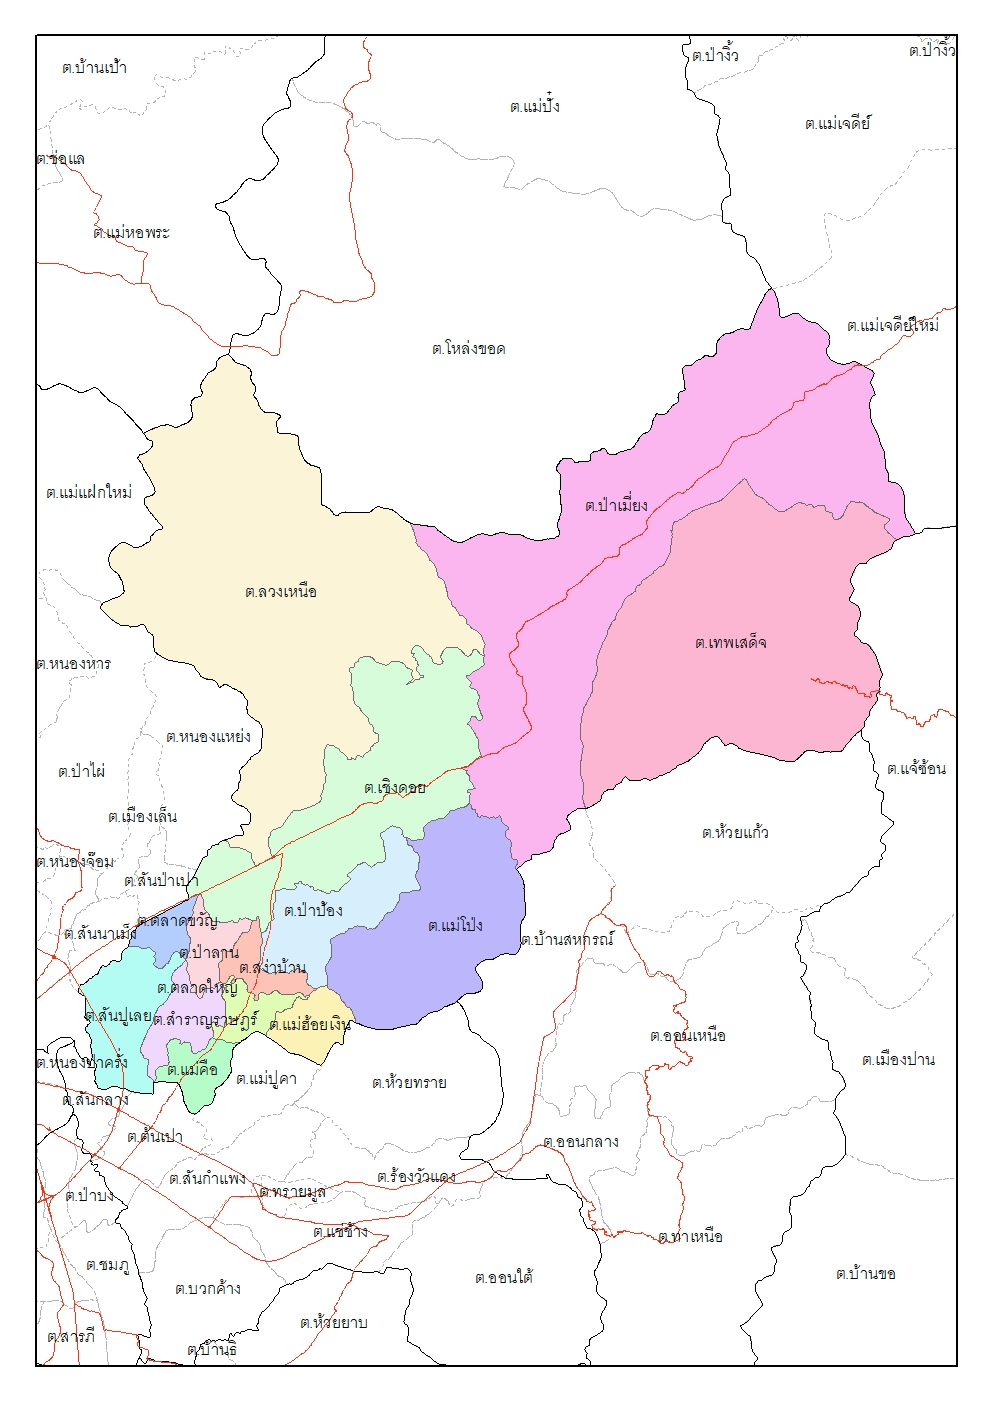 ต.บ้านเป้า
ต.ป่างิ้ว
ต.ป่างิ้ว
ต.แม่ปั๋ง
ต.แม่เจดีย์
ต.ช่อแล
ต.แม่หอพระ
ต.แม่เจดีย์ใหม่
ต.โหล่งขอด
ต.แม่แฝกใหม่
ต.ป่าเมี่ยง
ต.ลวงเหนือ
ต.เทพเสด็จ
ต.หนองหาร
ต.หนองแหย่ง
ต.ป่าไผ่
ต.แจ้ซ้อน
ต.เชิงดอย
ต.เมืองเล็น
ต.ห้วยแก้ว
ต.หนองจ๊อม
ต.สันป่าเปา
ต.ป่าป้อง
ต.ตลาดขวัญ
ต.แม่โป่ง
ต.สันนาเม็ง
ต.บ้านสหกรณ์
ต.ป่าลาน
ต.สง่าบ้าน
ต.ตลาดใหญ่
ต.สันปูเลย
ต.สำราญราษฎร์
ต.แม่ฮ้อยเงิน
ต.ออนเหนือ
ต.หนองป่าครั่ง
ต.เมืองปาน
ต.แม่คือ
ต.แม่ปูคา
ต.ห้วยทราย
ต.สันกลาง
ต.ต้นเปา
ต.ออนกลาง
ต.สันกำแพง
ต.ร้องวัวแดง
ต.ป่าบง
ต.ทรายมูล
ต.แช่ช้าง
ต.ทาเหนือ
ต.ชมภู
ต.บวกค้าง
ต.ออนใต้
ต.บ้านขอ
ต.ห้วยยาบ
ต.สารภี
ต.บ้านธิ